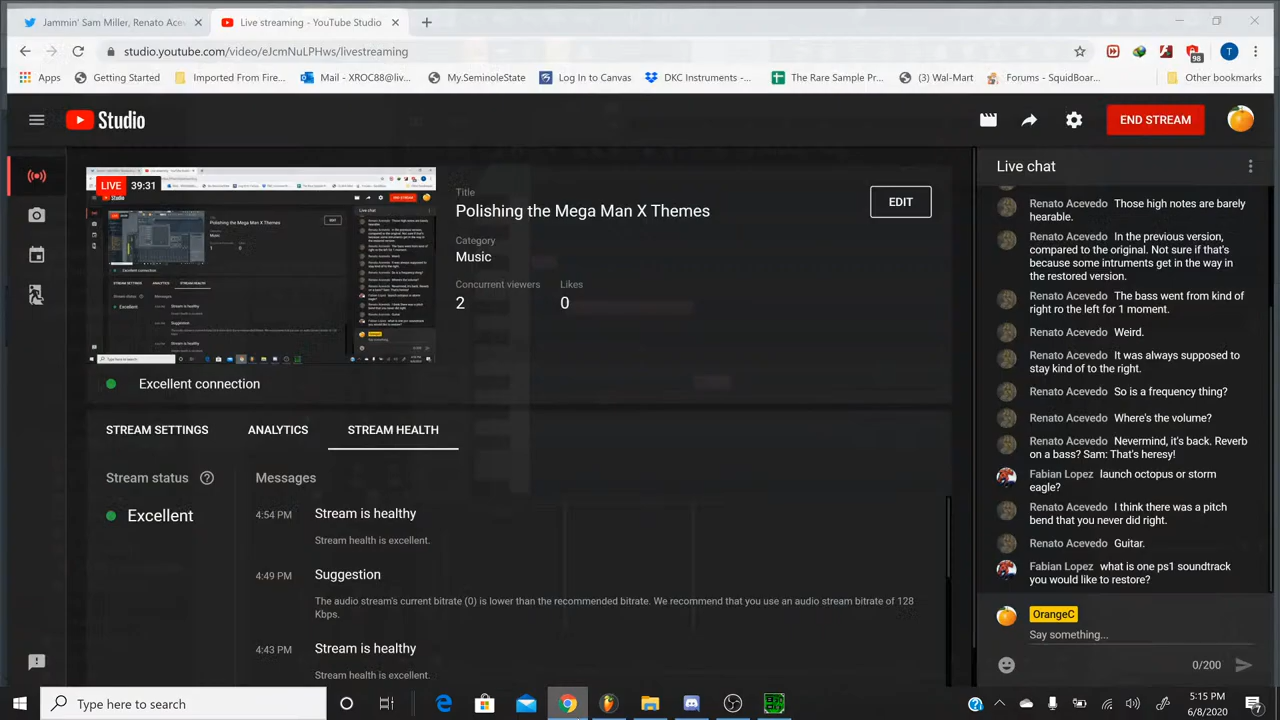 Jammin' Sam Miller, Renato Acev
Live streaming - YouTube Studio
studio.youtube.com/video/eJcmNuLPHws/livestreaming
98
T
Apps
Getting Started
Imported From Fire...
Mail - XROC88@liv...
My.SeminoleState
Log In to Canvas
DKC Instruments -...
The Rare Sample Pr...
(3) Wal-Mart
Forums - SquidBoar...
Other bookmarks
Studio
END STREAM
LIVE 39:31
Title
Polishing the Mega Man X Themes
EDIT
Category
Music
Concurrent viewers
2
Likes
0
Excellent connection
STREAM SETTINGS
ANALYTICS
STREAM HEALTH
Stream status
Excellent
Messages
4:54 PM
Stream is healthy
Stream health is excellent.
4:49 PM
Suggestion
The audio stream's current bitrate (0) is lower than the recommended bitrate. We recommend that you use an audio stream bitrate of 128
Kbps.
4:43 PM
Stream is healthy
Stream health is excellent.
Live chat
Renato Acevedo Those high notes are barely
hearable.
Renato Acevedo In the previous version,
compared to the original. Not sure if that's
because some intruments get in the way in
the restored version.
Renato Acevedo The base went from kind of
right ro the left for 1 moment.
Renato Acevedo Weird.
Renato Acevedo It was always supposed to
stay kind of to the right.
Renato Acevedo So is a frequency thing?
Renato Acevedo Where's the volume?
Renato Acevedo Nevermind, it's back. Reverb
on a bass? Sam: That's heresy!
Fabian Lopez launch octopus or storm
eagle?
Renato Acevedo I think there was a pitch
bend that you never did right.
Renato Acevedo Guitar.
Fabian Lopez what is one ps1 soundtrack
you would like to restore?
OrangeC
Say something...
0/200
Type here to search
5:15 PM
6/8/2020
7